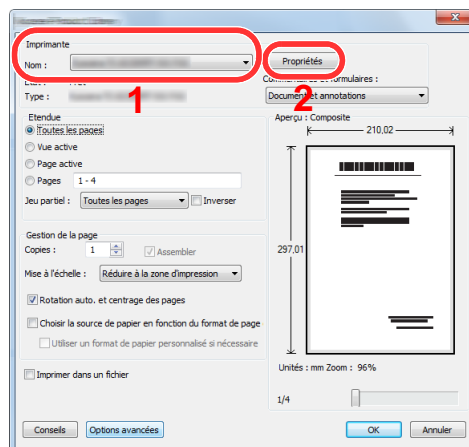 Imprimante
Nom :
Propriétés
1
2
Type :
Document et annotations
Etendue
Toutes les pages
Vue active
Page active
Pages 1 - 4
Jeu partiel : Toutes les pages Inverser
Aperçu : Composite
210,02
297,01
Gestion de la page
Copies : 1 Assembler
Mise à l'échelle : Réduire à la zone d'impression
Rotation auto. et centrage des pages
Choisir la source de papier en fonction du format de page
Utiliser un format de papier personnalisé si nécessaire
Imprimer dans un fichier
Unités : mm Zoom : 96%
1/4
Conseils Options avancées OK Annuler